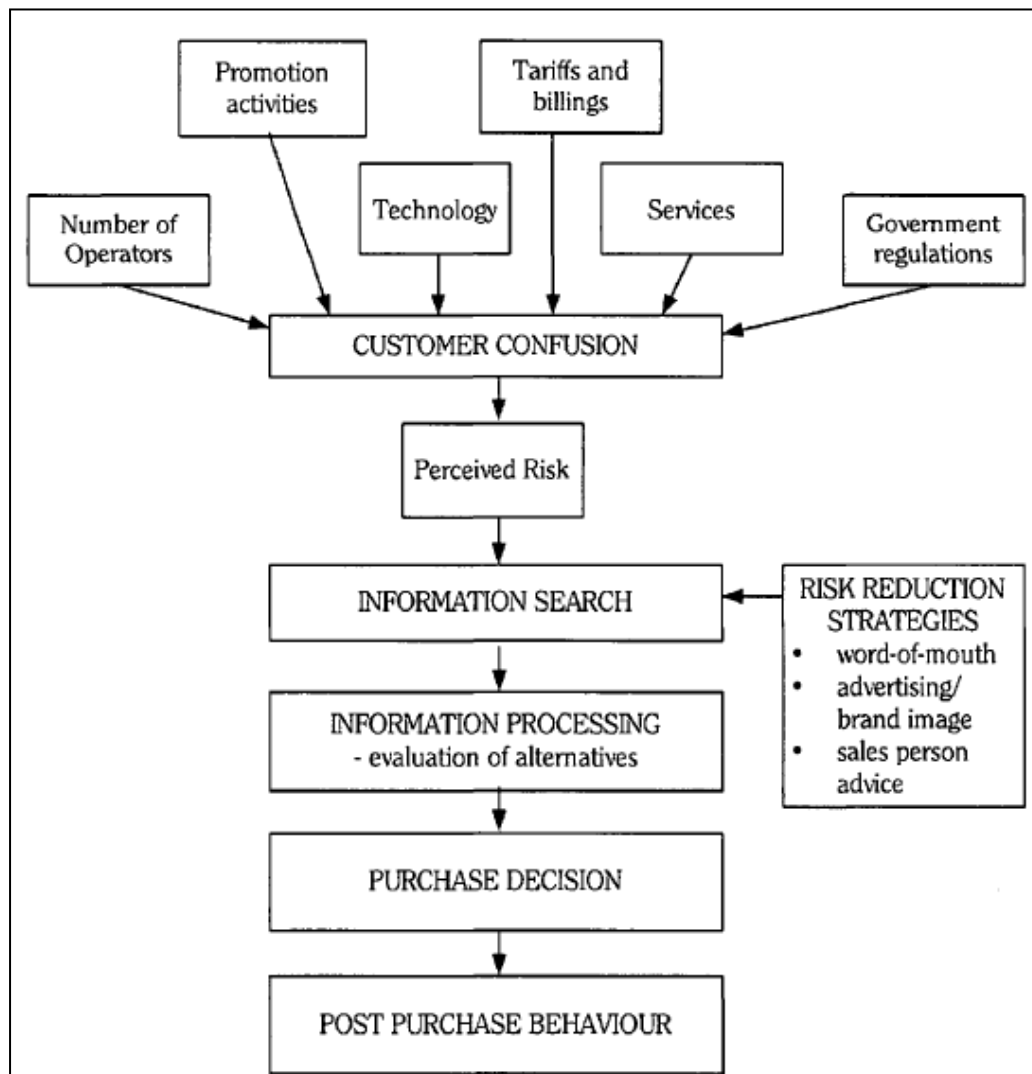 Promotion
activities
Tariffs and
billings
Number of
Operators
Technology
Services
Government
regulations
CUSTOMER CONFUSION
Perceived Risk
INFORMATION SEARCH
RISK REDUCTION
STRATEGIES
• word-of-mouth
• advertising/
brand image
• sales person
advice
INFORMATION PROCESSING
- evaluation of alternatives
PURCHASE DECISION
POST PURCHASE BEHAVIOUR